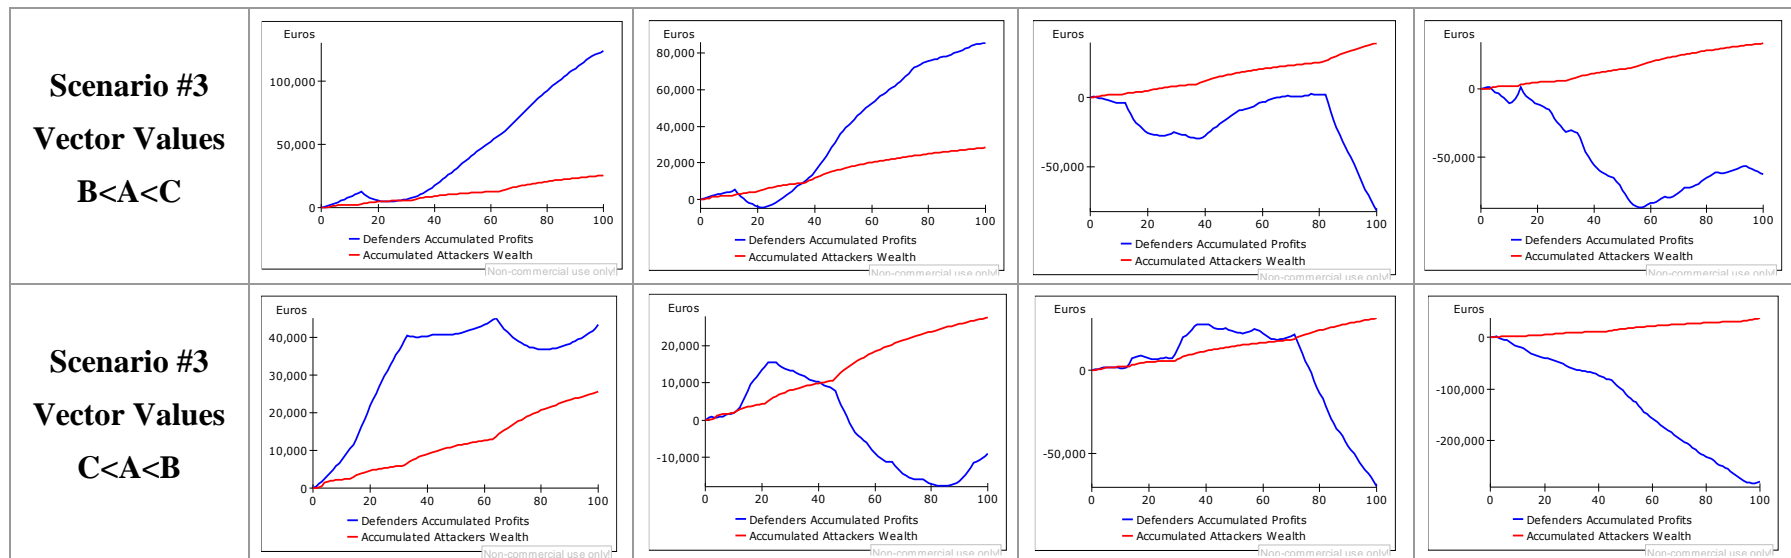 Scenario #3
Vector Values
B<A<C
Euros
100,000
50,000
0
0 20 40 60 80 100
Defenders Accumulated Profits
Accumulated Attackers Wealth
Non-commercial use only!
Euros
80,000
60,000
40,000
20,000
0
0 20 40 60 80 100
Defenders Accumulated Profits
Accumulated Attackers Wealth
Non-commercial use only!
Euros
0
-50,000
0 20 40 60 80 100
Defenders Accumulated Profits
Accumulated Attackers Wealth
Non-commercial use only!
Euros
0
-50,000
0 20 40 60 80 100
Defenders Accumulated Profits
Accumulated Attackers Wealth
Non-commercial use only!
Scenario #3
Vector Values
C<A<B
Euros
40,000
30,000
20,000
10,000
0
0 20 40 60 80 100
Defenders Accumulated Profits
Accumulated Attackers Wealth
Non-commercial use only!
Euros
20,000
10,000
0
-10,000
0 20 40 60 80 100
Defenders Accumulated Profits
Accumulated Attackers Wealth
Non-commercial use only!
Euros
0
-50,000
0 20 40 60 80 100
Defenders Accumulated Profits
Accumulated Attackers Wealth
Non-commercial use only!
Euros
0
-100,000
-200,000
0 20 40 60 80 100
Defenders Accumulated Profits
Accumulated Attackers Wealth
Non-commercial use only!